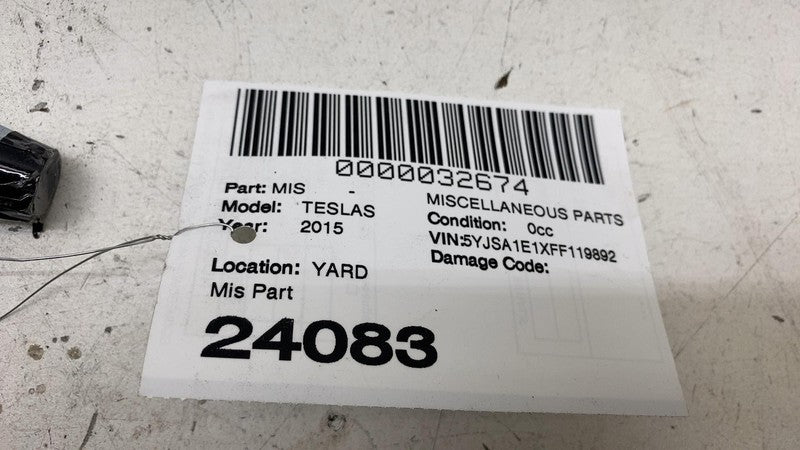 0000032674
Part: MIS -
MISCELLANEOUS PARTS
Model: TESLAS
Condition: 0cc
Year: 2015
VIN:5YJSA1E1XFF119892
Damage Code:
Location: YARD
Mis Part
24083